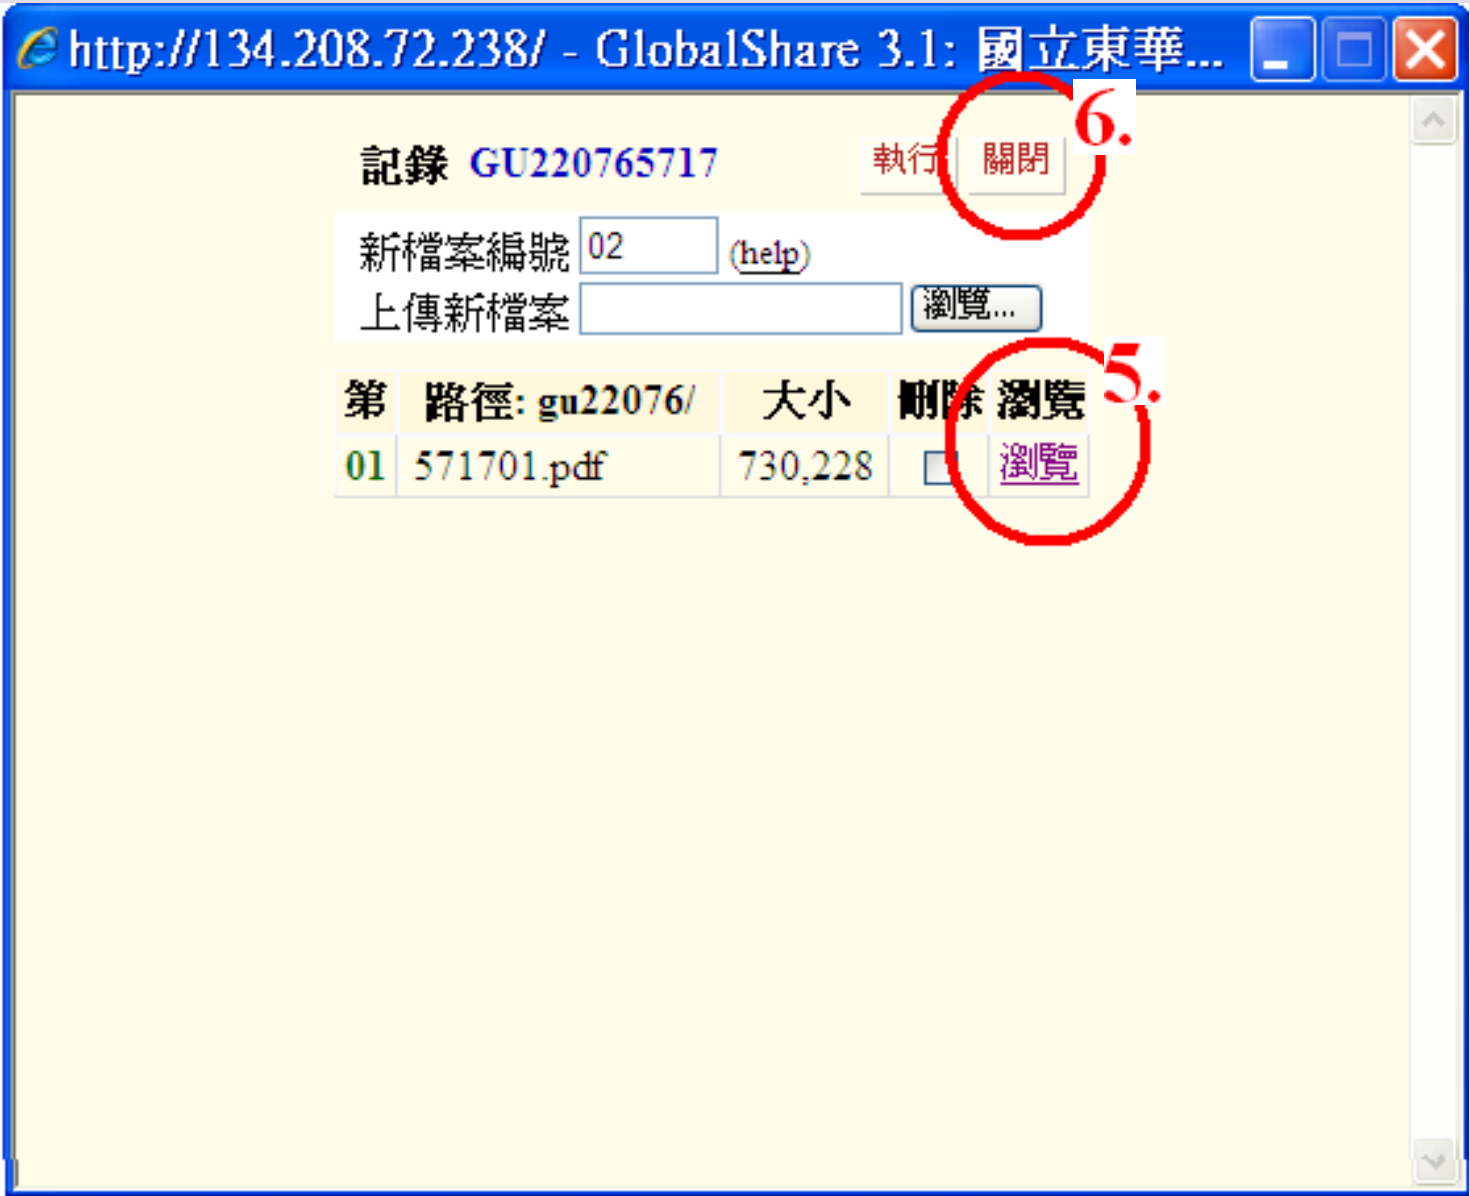 http://134.208.72.238/ - GlobalShare 3.1: 國立東華...
6.
記錄 GU220765717 執行 關閉
新檔案編號 02 (help)
上傳新檔案 瀏覽...
5.
第 路徑: gu22076/ 大小 刪除 瀏覽
01 571701.pdf 730,228 瀏覽